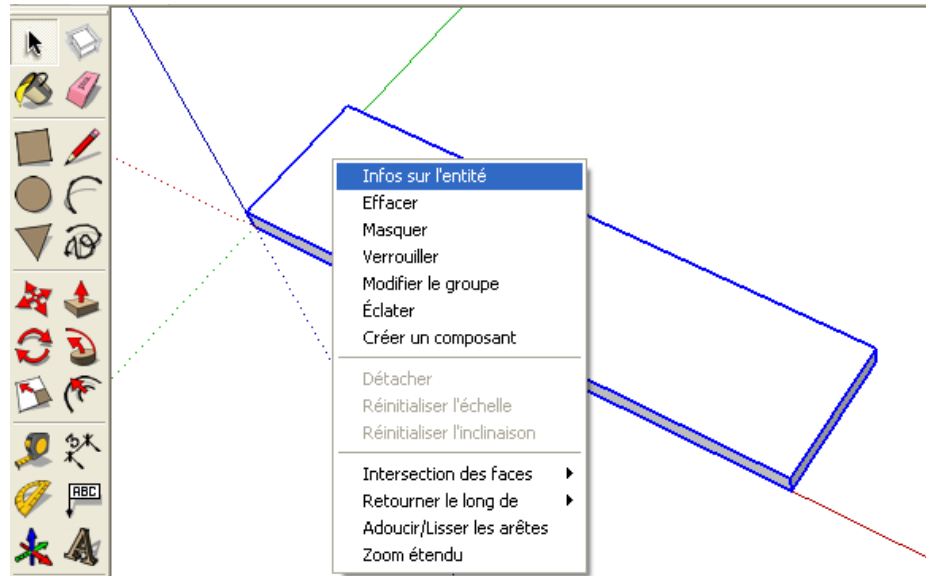 Infos sur l'entité
Effacer
Masquer
Verrouiller
Modifier le groupe
Éclater
Créer un composant
Détacher
Réinitialiser l'échelle
Réinitialiser l'inclinaison
Intersection des faces
Retourner le long de
Adoucir/Lisser les arêtes
Zoom étendu
ABC